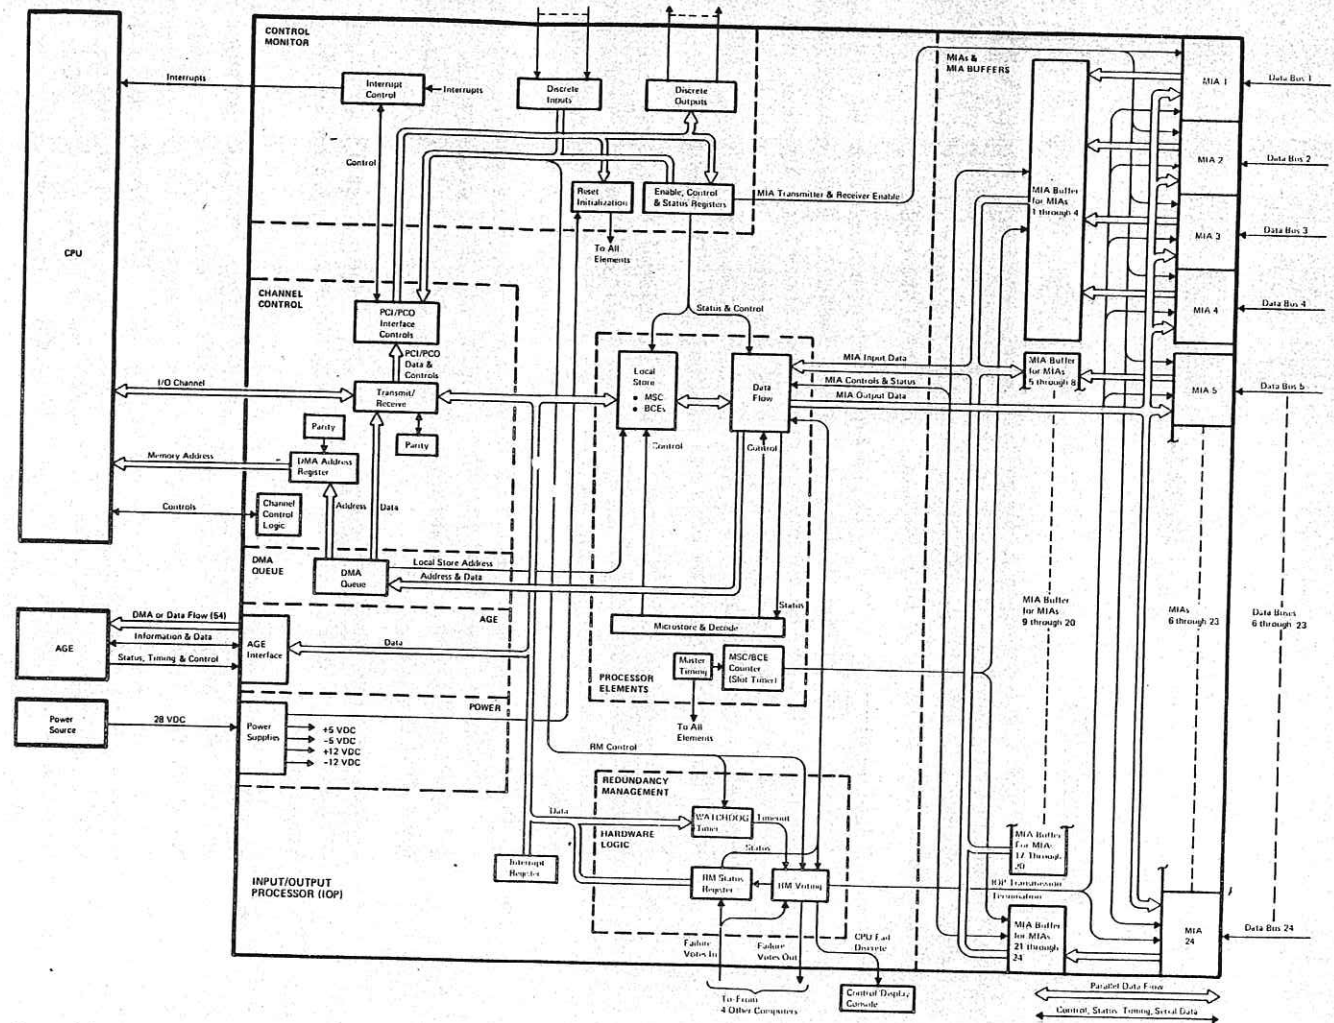 CONTROL
MONITOR
Interrupts
Interrupt
Control
Interrupts
Discrete
Inputs
Discrete
Outputs
MIAs &
MIA BUFFERS
MIA 1
Data Bus 1
Control
Reset
Initialization
Enable, Control
& Status Registers
MIA Transmitter & Receiver Enable
MIA Buffer
for MIAs
1 through 4
MIA 2
Data Bus 2
MIA 3
Data Bus 3
MIA 4
Data Bus 4
CPU
To All
Elements
CHANNEL
CONTROL
PCI/PCO
Interface
Controls
Status & Control
PCI/PCO
Data &
Controls
I/O Channel
Transmit/
Receive
Parity
Parity
Memory Address
DMA Address
Register
Address
Data
Controls
Channel
Control
Logic
Local
Store
• MSC
• BCEs
Data
Flow
MIA Input Data
MIA Controls & Status
MIA Output Data
MIA Buffer
for MIAs
5 through 8
MIA 5
Data Bus 5
Control
Control
DMA
QUEUE
DMA
Queue
Local Store Address
Address & Data
Status
Microstore & Decode
MIA Buffer
for MIAs
9 through 20
MIAs
6 through 23
Data Buses
6 through 23
AGE
DMA or Data Flow (54)
Information & Data
Status, Timing & Control
AGE
Interface
AGE
Data
Master
Timing
MSC/BCE
Counter
(Slot Timer)
PROCESSOR
ELEMENTS
To All
Elements
Power
Source
28 VDC
POWER
Power
Supplies
+5 VDC
-5 VDC
+12 VDC
-12 VDC
RM Control
REDUNDANCY
MANAGEMENT
Data
WATCHDOG
Timer
Timeout
HARDWARE
LOGIC
Status
Interrupt
Register
RM Status
Register
RM Voting
INPUT/OUTPUT
PROCESSOR (IOP)
MIA Buffer
For MIAs
17 Through
20
IOP Transmission
Termination
MIA Buffer
for MIAs
21 through
24
MIA
24
Data Bus 24
Failure
Votes In
Failure
Votes Out
CPU Fail
Discrete
Control/Display
Console
To-From
4 Other Computers
Parallel Data Flow
Control, Status, Timing, Serial Data